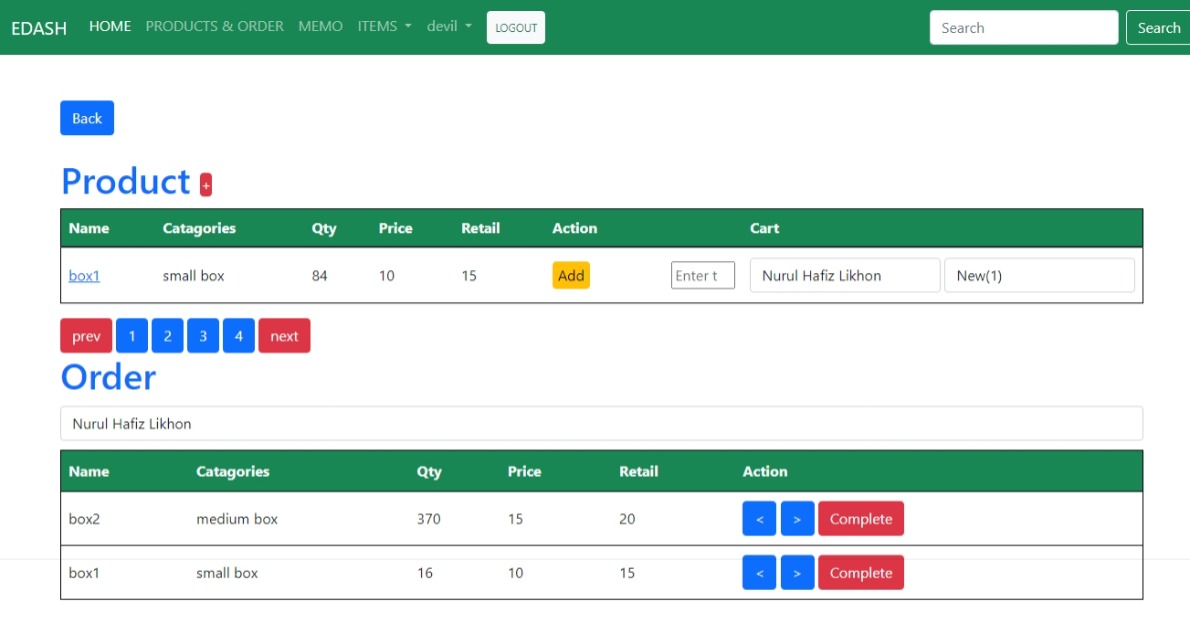 EDASH HOME PRODUCTS & ORDER MEMO ITEMS devil LOGOUT Search Search
Back
Product +
Name Catagories Qty Price Retail Action Cart
box1 small box 84 10 15 Add Enter t Nurul Hafiz Likhon New(1)
prev 1 2 3 4 next
Order
Nurul Hafiz Likhon
Name Catagories Qty Price Retail Action
box2 medium box 370 15 20 < > Complete
box1 small box 16 10 15 < > Complete